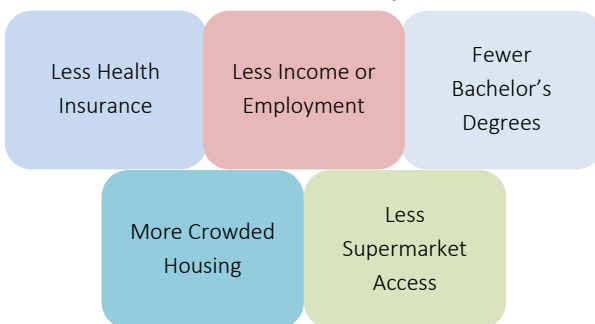 Less Health
Insurance
Less Income or
Employment
Fewer
Bachelor’s
Degrees
More Crowded
Housing
Less
Supermarket
Access